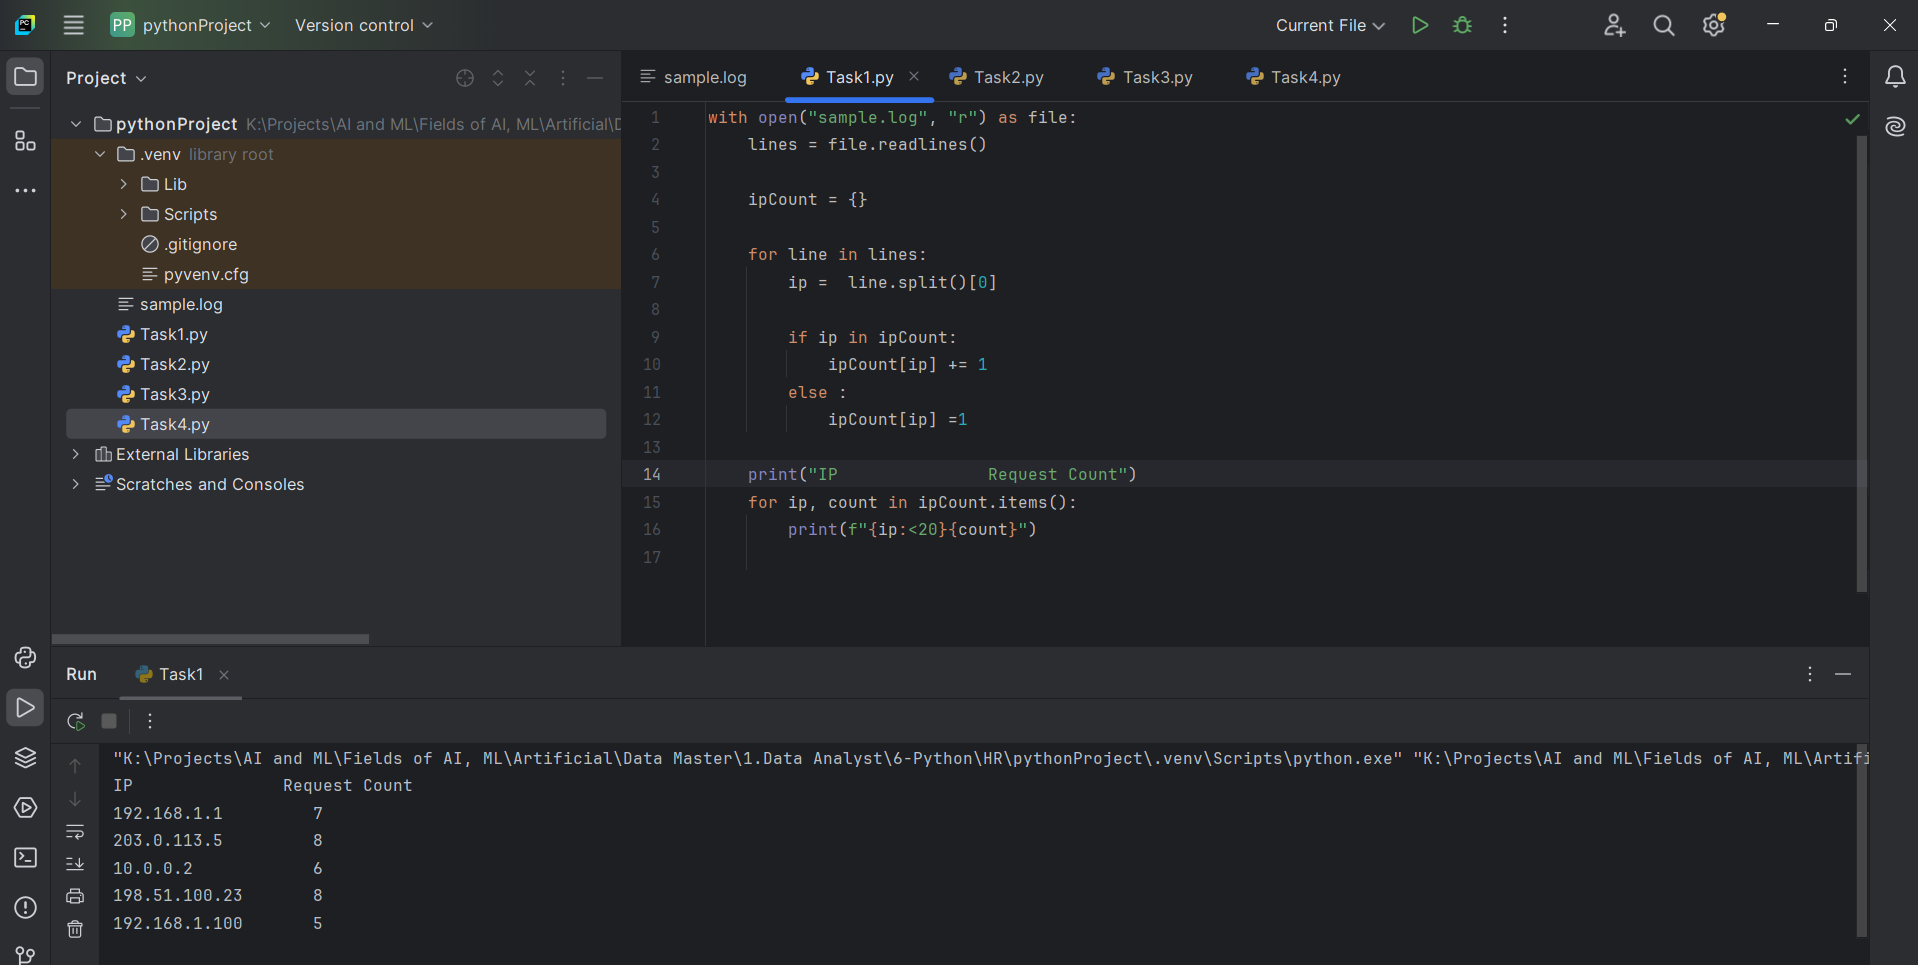 PP pythonProject Version control Current File
Project
sample.log Task1.py Task2.py Task3.py Task4.py
pythonProject K:\Projects\AI and ML\Fields of AI, ML\Artificial\D
.venv library root
Lib
Scripts
.gitignore
pyvenv.cfg
sample.log
Task1.py
Task2.py
Task3.py
Task4.py
External Libraries
Scratches and Consoles
1 with open("sample.log", "r") as file:
2     lines = file.readlines()
3
4     ipCount = {}
5
6     for line in lines:
7         ip =  line.split()[0]
8
9         if ip in ipCount:
10             ipCount[ip] += 1
11         else :
12             ipCount[ip] =1
13
14     print("IP               Request Count")
15     for ip, count in ipCount.items():
16         print(f"{ip:<20}{count}")
17
Run Task1
"K:\Projects\AI and ML\Fields of AI, ML\Artificial\Data Master\1.Data Analyst\6-Python\HR\pythonProject\.venv\Scripts\python.exe" "K:\Projects\AI and ML\Fields of AI, ML\Artifi
IP               Request Count
192.168.1.1         7
203.0.113.5         8
10.0.0.2            6
198.51.100.23       8
192.168.1.100       5